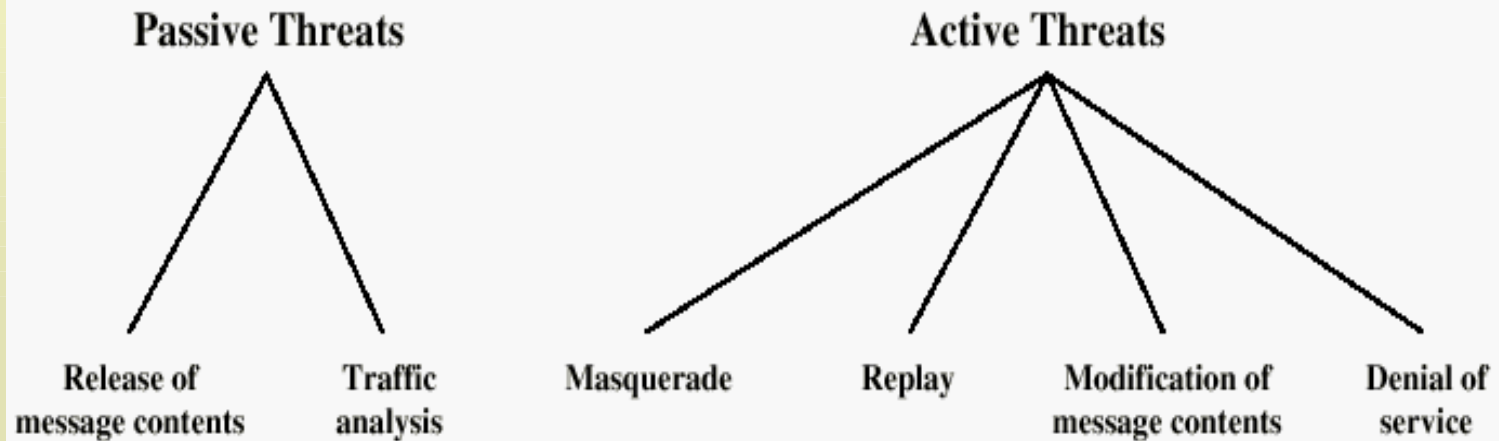 Passive Threats
Active Threats
Release of
message contents
Traffic
analysis
Masquerade
Replay
Modification of
message contents
Denial of
service